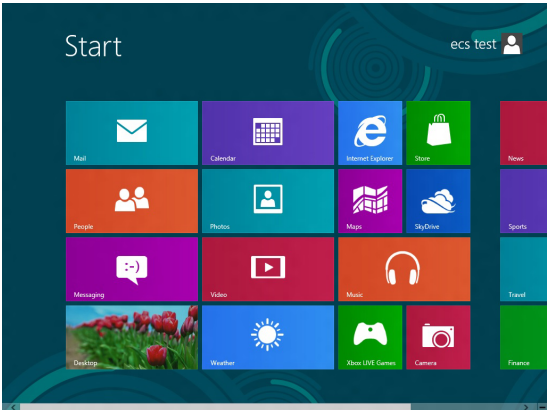 Start
ecs test
Mail
Calendar
Internet Explorer
Store
News
People
Photos
Maps
SkyDrive
Sports
:-)
Messaging
Video
Music
Travel
Desktop
Weather
Xbox LIVE Games
Camera
Finance